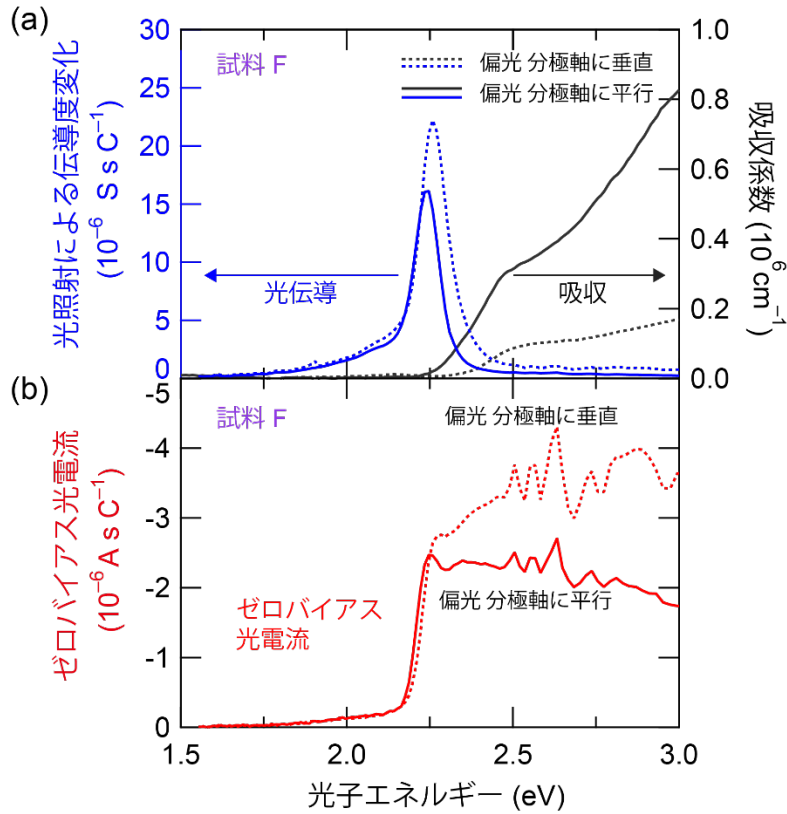 (a)
光照射による伝導度変化
(10⁻⁶ S s C⁻¹)
30
25
20
15
10
5
0
試料 F
偏光 分極軸に垂直
偏光 分極軸に平行
光伝導
吸収
1.0
0.8
0.6
0.4
0.2
0.0
吸収係数 (10⁶ cm⁻¹)
(b)
ゼロバイアス光電流
(10⁻⁶ A s C⁻¹)
-5
-4
-3
-2
-1
0
試料 F
偏光 分極軸に垂直
ゼロバイアス
光電流
偏光 分極軸に平行
1.5
2.0
2.5
3.0
光子エネルギー (eV)